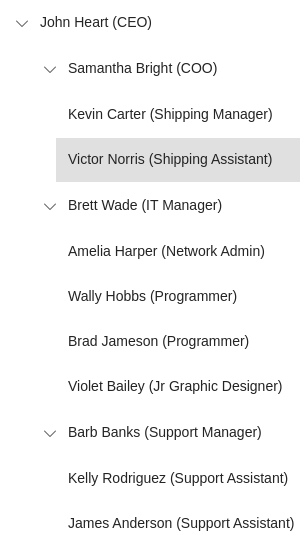 John Heart (CEO)
Samantha Bright (COO)
Kevin Carter (Shipping Manager)
Victor Norris (Shipping Assistant)
Brett Wade (IT Manager)
Amelia Harper (Network Admin)
Wally Hobbs (Programmer)
Brad Jameson (Programmer)
Violet Bailey (Jr Graphic Designer)
Barb Banks (Support Manager)
Kelly Rodriguez (Support Assistant)
James Anderson (Support Assistant)